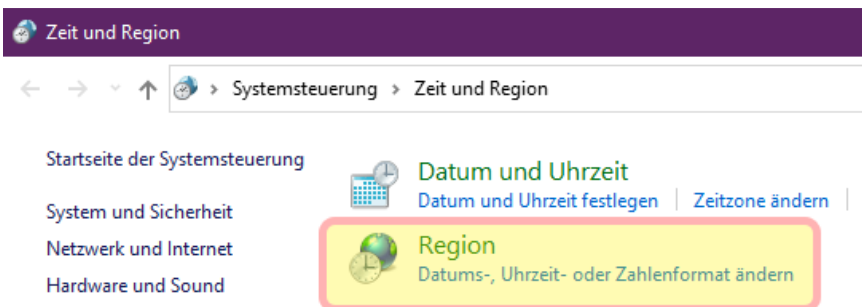 Zeit und Region
Systemsteuerung > Zeit und Region
Startseite der Systemsteuerung
System und Sicherheit
Netzwerk und Internet
Hardware und Sound
Datum und Uhrzeit
Datum und Uhrzeit festlegen | Zeitzone ändern |
Region
Datums-, Uhrzeit- oder Zahlenformat ändern